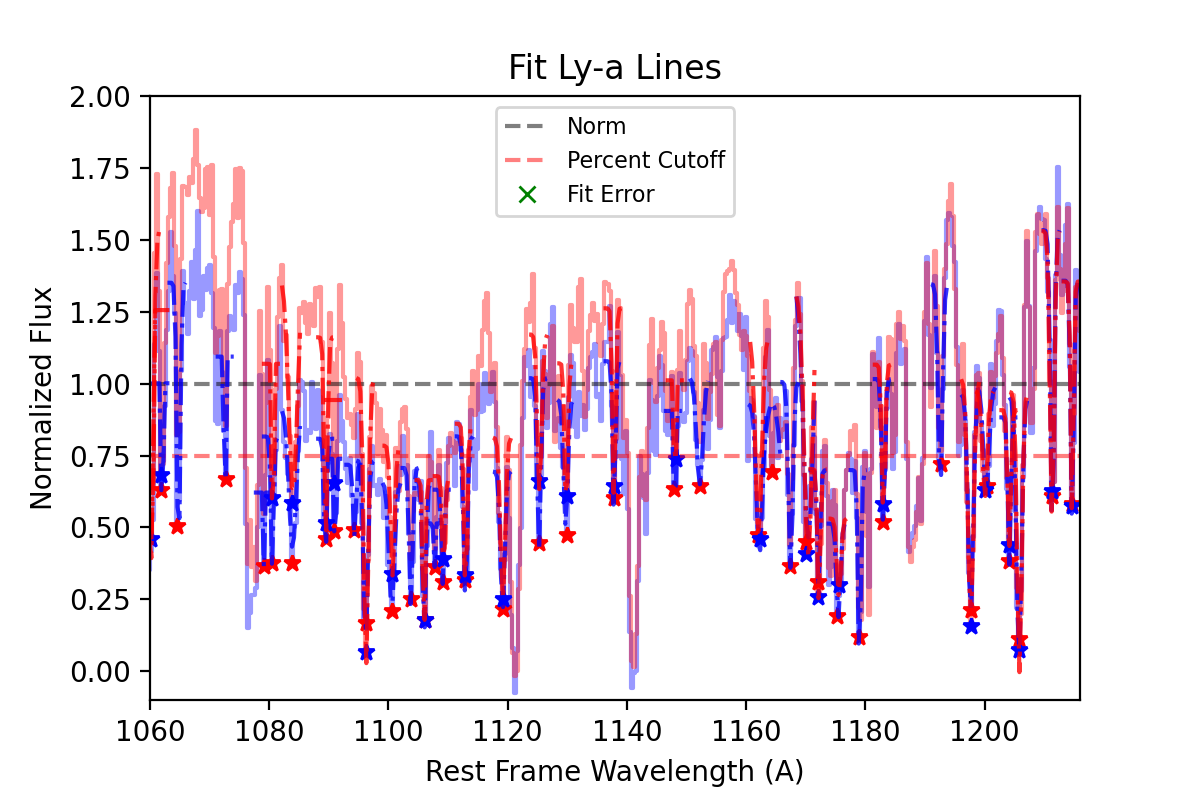 Fit Ly-a Lines
2.00
1.75
1.50
1.25
1.00
0.75
0.50
0.25
0.00
Normalized Flux
Norm
Percent Cutoff
Fit Error
1060 1080 1100 1120 1140 1160 1180 1200
Rest Frame Wavelength (A)